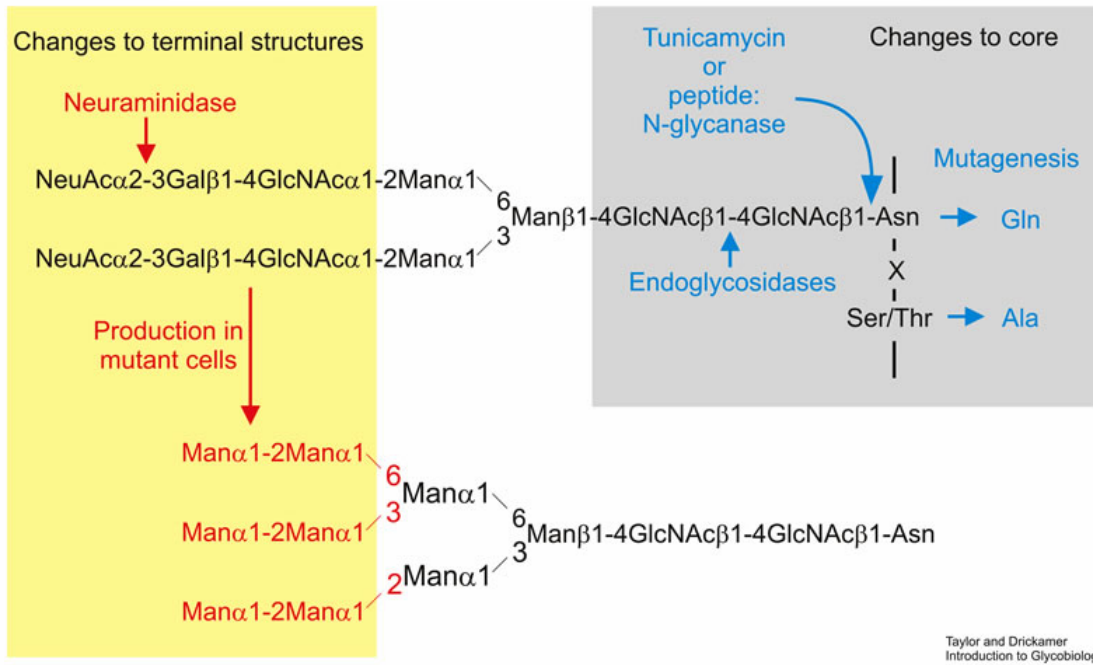 Changes to terminal structures
Neuraminidase
NeuAcα2-3Galβ1-4GlcNAcα1-2Manα1
6
3
NeuAcα2-3Galβ1-4GlcNAcα1-2Manα1
Manβ1-4GlcNAcβ1-4GlcNAcβ1-Asn
Production in
mutant cells
Tunicamycin
or
peptide:
N-glycanase
Changes to core
Mutagenesis
Gln
Endoglycosidases
X
Ser/Thr
Ala
Manα1-2Manα1
6
Manα1
3
Manα1-2Manα1
6
3
Manβ1-4GlcNAcβ1-4GlcNAcβ1-Asn
Manα1
2
Manα1-2Manα1
Taylor and Drickamer
Introduction to Glycobiolog